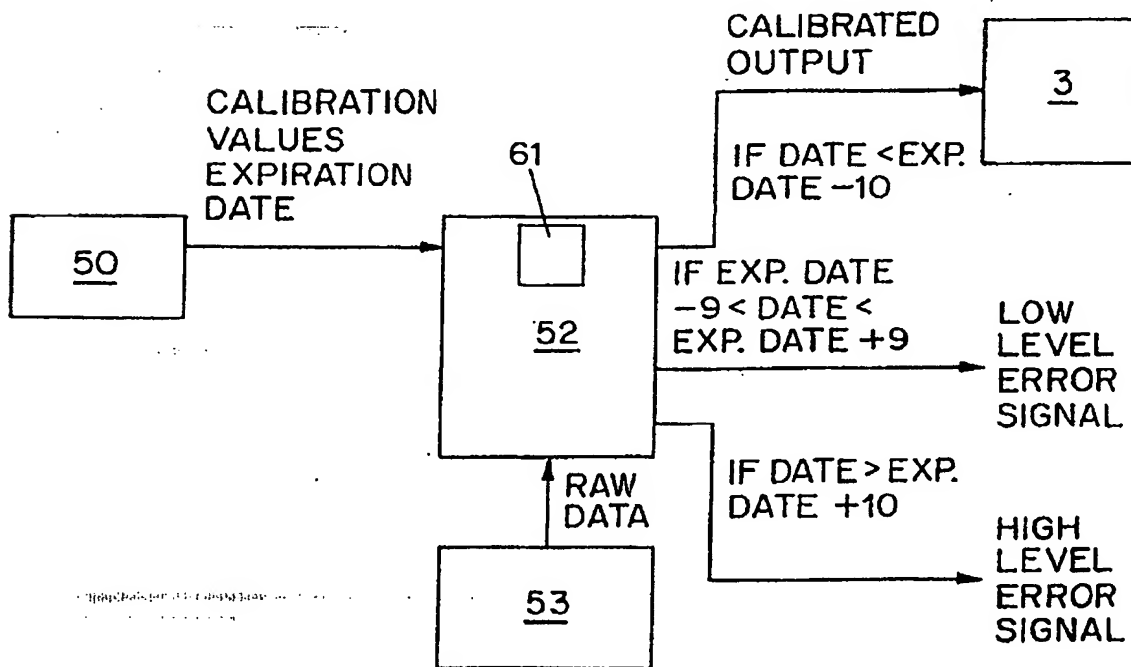 CALIBRATED
OUTPUT
3
CALIBRATION
VALUES
EXPIRATION
DATE
61
IF DATE < EXP.
DATE -10
50
52
IF EXP. DATE
-9 < DATE <
EXP. DATE +9
LOW
LEVEL
ERROR
SIGNAL
RAW
DATA
IF DATE > EXP.
DATE +10
53
HIGH
LEVEL
ERROR
SIGNAL